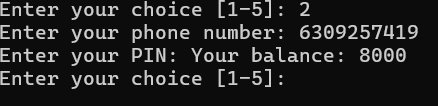 Enter your choice [1-5]: 2
Enter your phone number: 6309257419
Enter your PIN: Your balance: 8000
Enter your choice [1-5]: